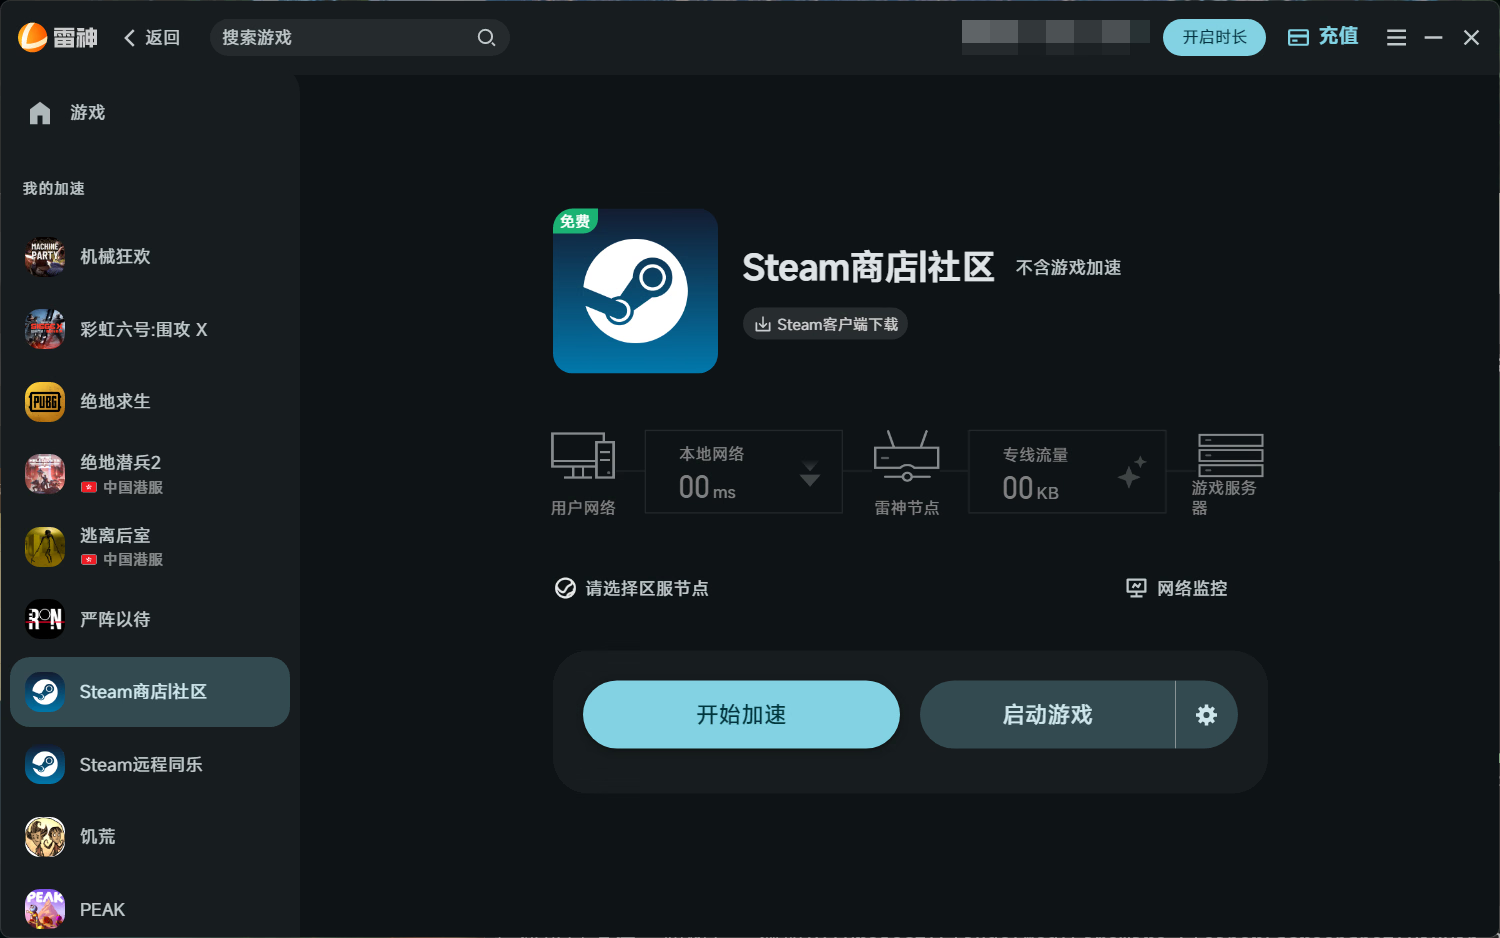 雷神
返回
搜索游戏
开启时长
充值
游戏
我的加速
机械狂欢
彩虹六号:围攻 X
绝地求生
绝地潜兵2
中国港服
逃离后室
中国港服
严阵以待
Steam商店|社区
Steam远程同乐
饥荒
PEAK
MACHINE
PARTY
PUBG
RON
PEAK
免费
Steam商店|社区
不含游戏加速
Steam客户端下载
用户网络
本地网络
00 ms
雷神节点
专线流量
00 KB
游戏服务
器
请选择区服节点
网络监控
开始加速
启动游戏